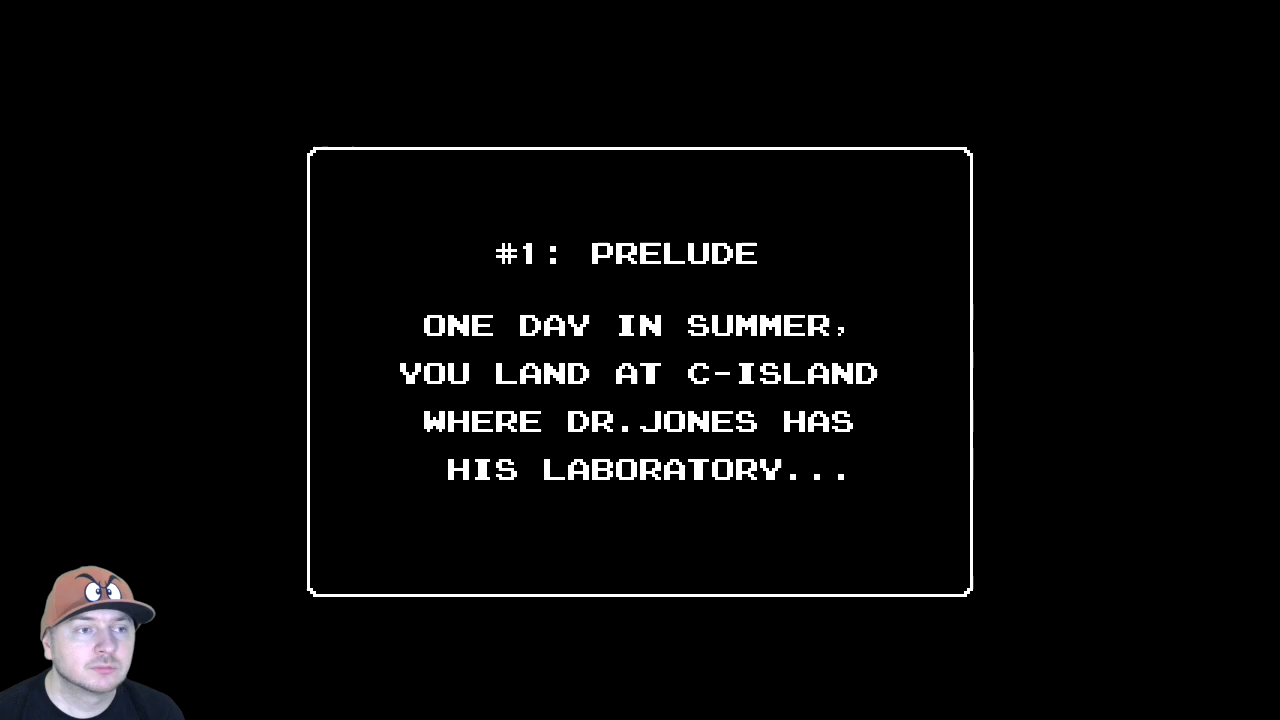 #1: PRELUDE
ONE DAY IN SUMMER,
YOU LAND AT C-ISLAND
WHERE DR.JONES HAS
HIS LABORATORY...